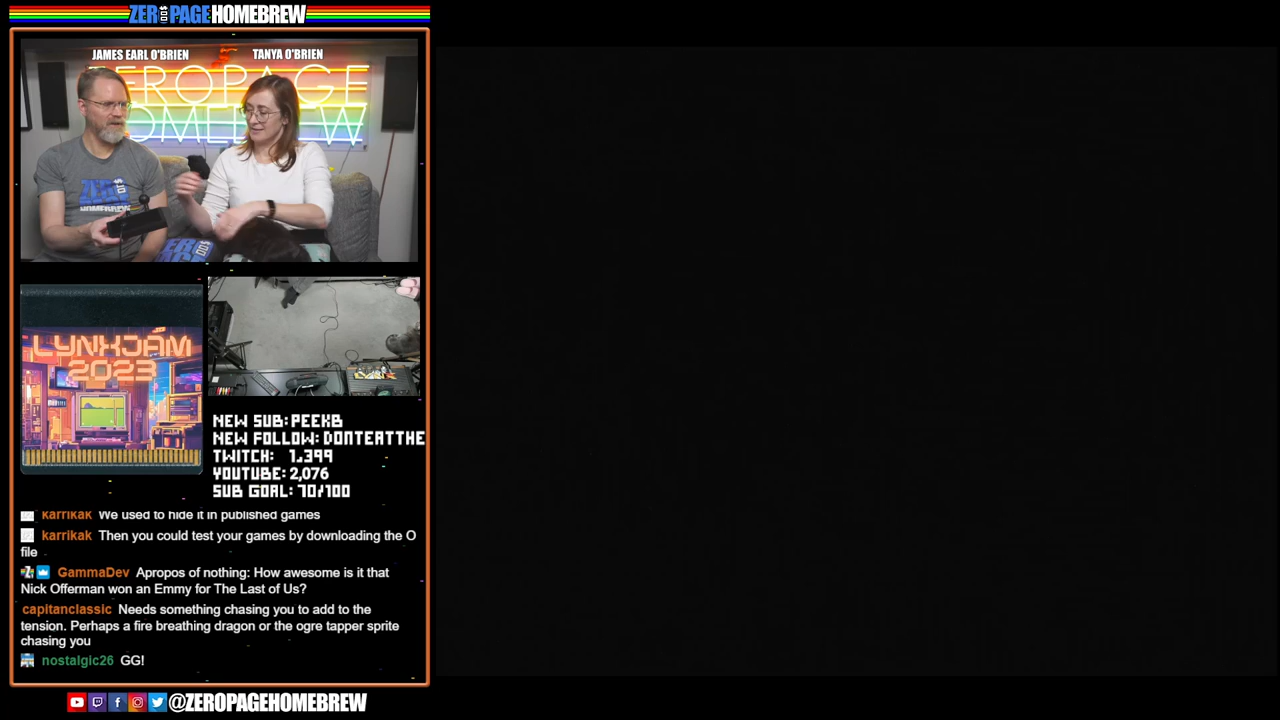 ZEROPAGEHOMEBREW
JAMES EARL O'BRIEN
TANYA O'BRIEN
ZEROPAGE
HOMEBREW
LYNXJAM
2023
NEW SUB: PEEKB
NEW FOLLOW: DONTEATTHE
TWITCH: 1,399
YOUTUBE: 2,076
SUB GOAL: 70/100
karrikak We used to hide it in published games
karrikak Then you could test your games by downloading the O
file
GammaDev Apropos of nothing: How awesome is it that
Nick Offerman won an Emmy for The Last of Us?
capitanclassic Needs something chasing you to add to the
tension. Perhaps a fire breathing dragon or the ogre tapper sprite
chasing you
nostalgic26 GG!
@ZEROPAGEHOMEBREW